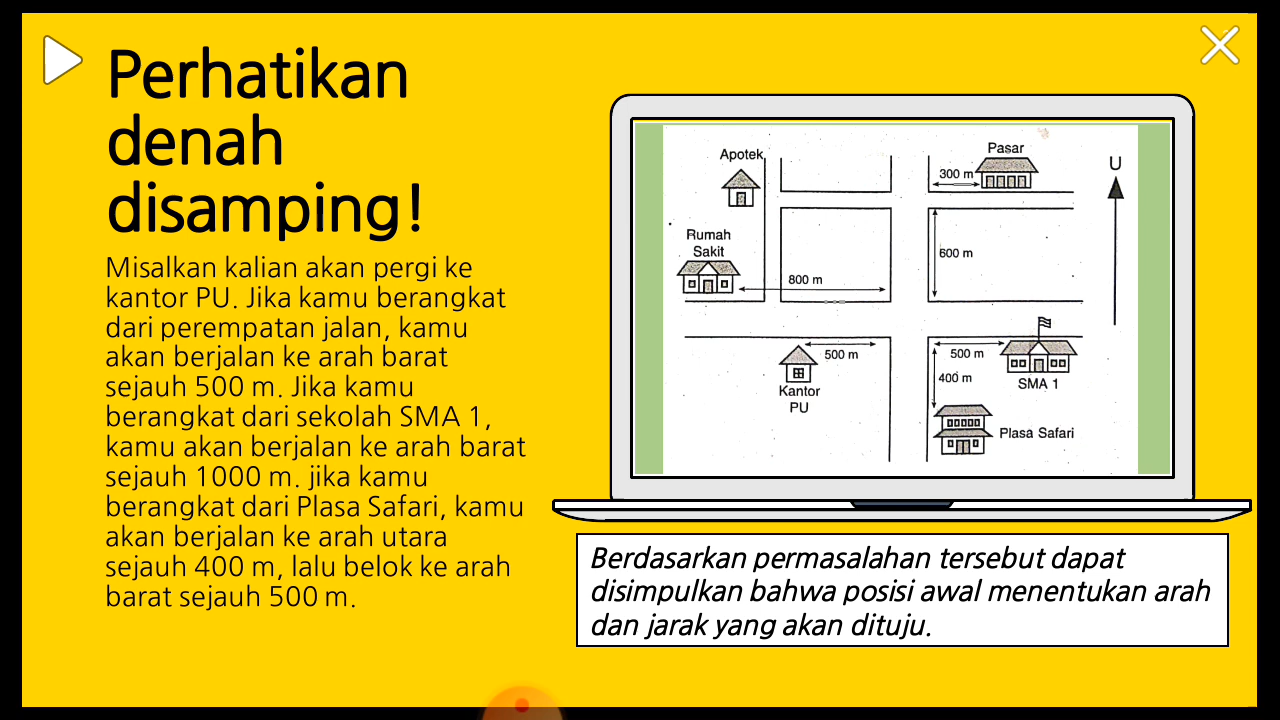 Perhatikan
denah
disamping!
Misalkan kalian akan pergi ke
kantor PU. Jika kamu berangkat
dari perempatan jalan, kamu
akan berjalan ke arah barat
sejauh 500 m. Jika kamu
berangkat dari sekolah SMA 1,
kamu akan berjalan ke arah barat
sejauh 1000 m. jika kamu
berangkat dari Plasa Safari, kamu
akan berjalan ke arah utara
sejauh 400 m, lalu belok ke arah
barat sejauh 500 m.
Apotek
Pasar
U
300 m
Rumah
Sakit
600 m
800 m
500 m
500 m
400 m
SMA 1
Kantor
PU
Plasa Safari
Berdasarkan permasalahan tersebut dapat
disimpulkan bahwa posisi awal menentukan arah
dan jarak yang akan dituju.